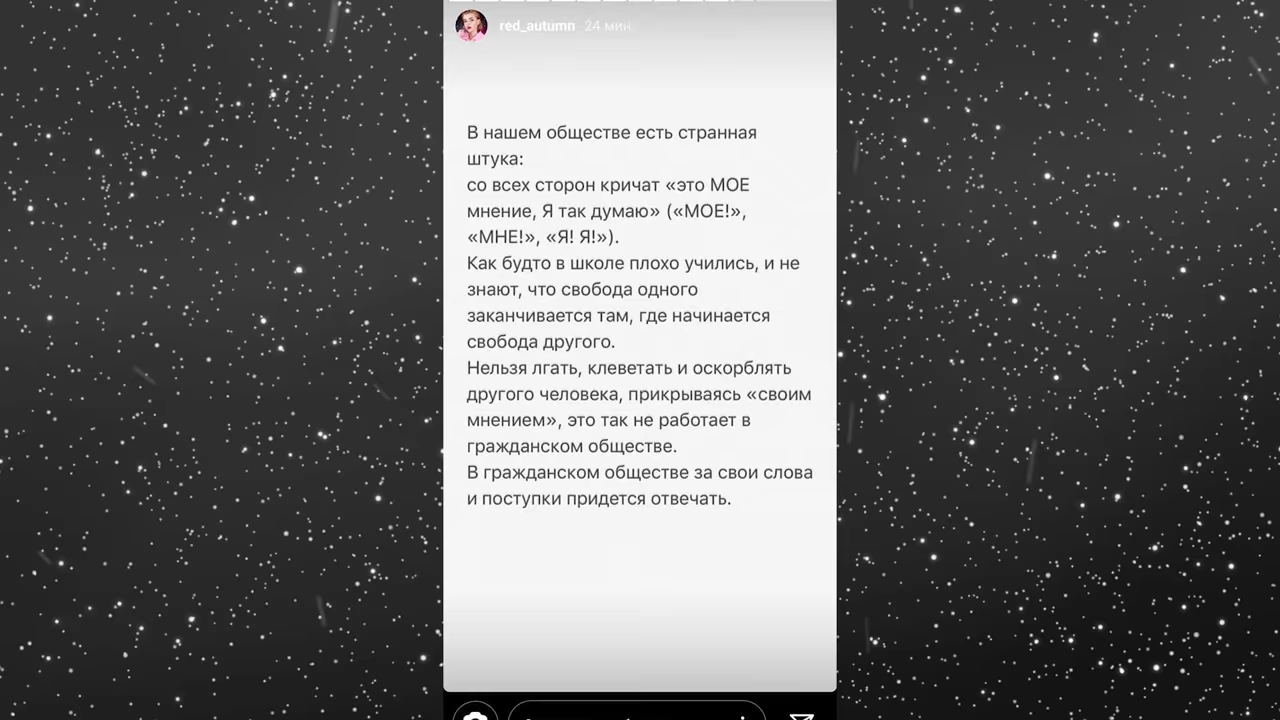 red_autumn 24 мин.
В нашем обществе есть странная
штука:
со всех сторон кричат «это МОЕ
мнение, Я так думаю» («МОЕ!»,
«МНЕ!», «Я! Я!»).
Как будто в школе плохо учились, и не
знают, что свобода одного
заканчивается там, где начинается
свобода другого.
Нельзя лгать, клеветать и оскорблять
другого человека, прикрываясь «своим
мнением», это так не работает в
гражданском обществе.
В гражданском обществе за свои слова
и поступки придется отвечать.